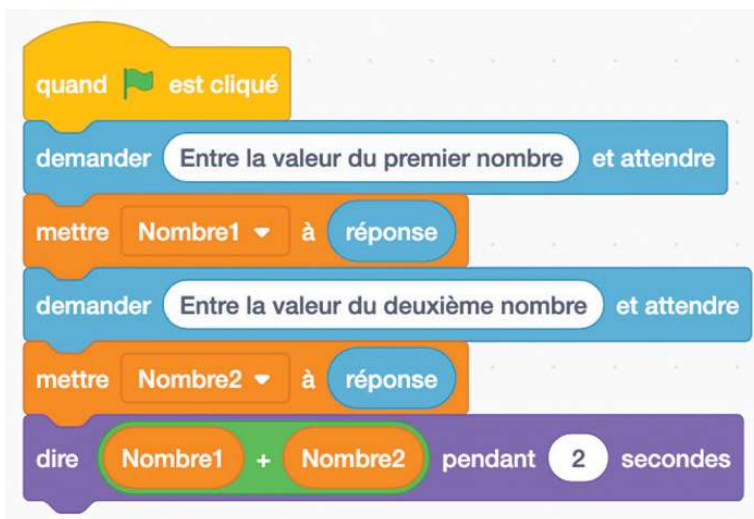 quand est cliqué
demander Entre la valeur du premier nombre et attendre
mettre Nombre1 à réponse
demander Entre la valeur du deuxième nombre et attendre
mettre Nombre2 à réponse
dire Nombre1 + Nombre2 pendant 2 secondes